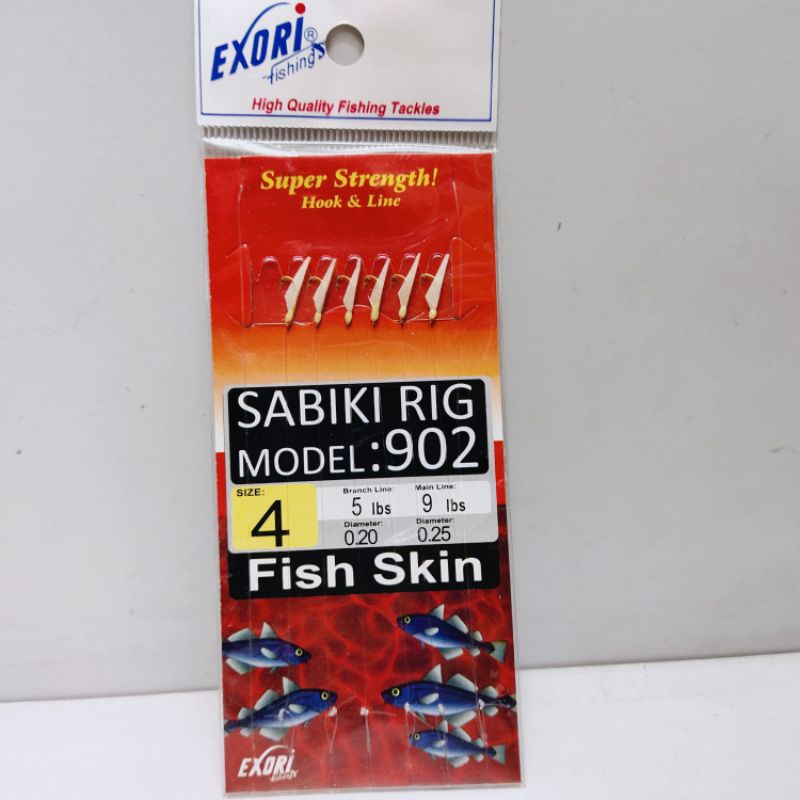 EXORI®
fishing
High Quality Fishing Tackles
Super Strength!
Hook & Line
SABIKI RIG
MODEL:902
SIZE: Branch Line: Main Line:
4 5 lbs 9 lbs
Diameter: Diameter:
0.20 0.25
Fish Skin
EXORI
fishing